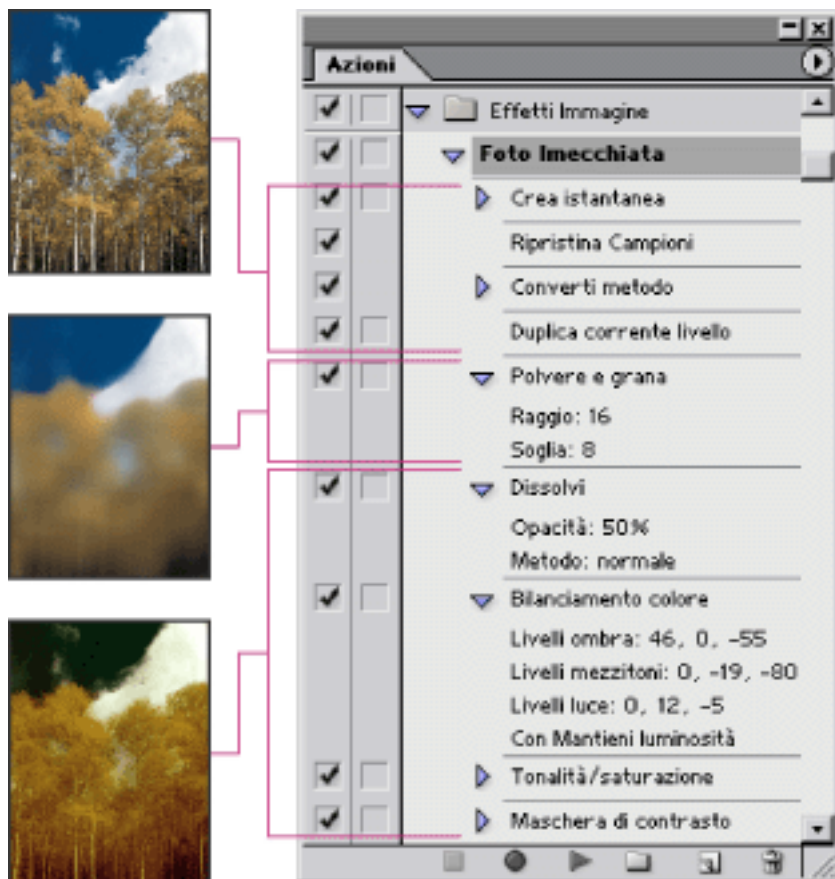 Azioni
Effetti Immagine
Foto Imecchiata
Crea istantanea
Ripristina Campioni
Converti metodo
Duplica corrente livello
Polvere e grana
Raggio: 16
Soglia: 8
Dissolvi
Opacità: 50%
Metodo: normale
Bilanciamento colore
Livelli ombra: 46, 0, -55
Livelli mezzitoni: 0, -19, -80
Livelli luce: 0, 12, -5
Con Mantieni luminosità
Tonalità/saturazione
Maschera di contrasto